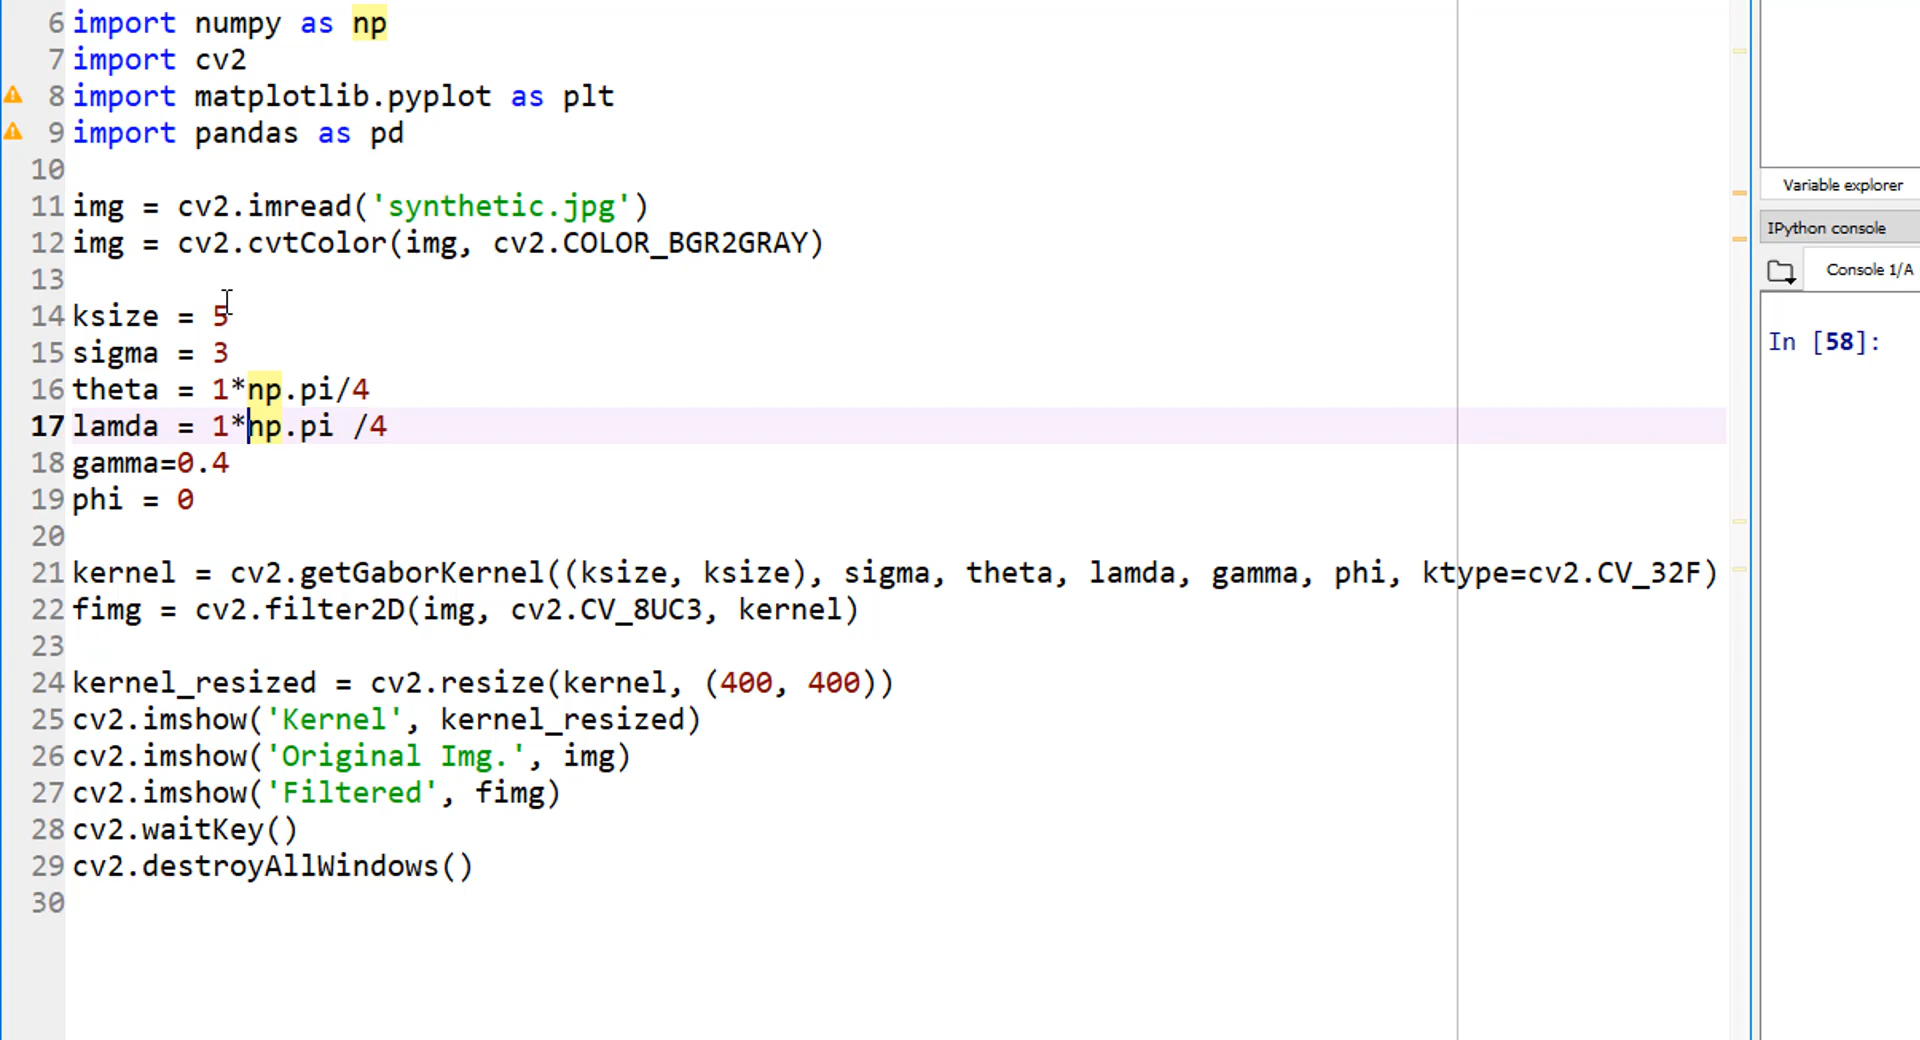 6 import numpy as np
7 import cv2
8 import matplotlib.pyplot as plt
9 import pandas as pd
10
11 img = cv2.imread('synthetic.jpg')
12 img = cv2.cvtColor(img, cv2.COLOR_BGR2GRAY)
13
14 ksize = 5
15 sigma = 3
16 theta = 1*np.pi/4
17 lamda = 1*np.pi /4
18 gamma=0.4
19 phi = 0
20
21 kernel = cv2.getGaborKernel((ksize, ksize), sigma, theta, lamda, gamma, phi, ktype=cv2.CV_32F)
22 fimg = cv2.filter2D(img, cv2.CV_8UC3, kernel)
23
24 kernel_resized = cv2.resize(kernel, (400, 400))
25 cv2.imshow('Kernel', kernel_resized)
26 cv2.imshow('Original Img.', img)
27 cv2.imshow('Filtered', fimg)
28 cv2.waitKey()
29 cv2.destroyAllWindows()
30
Variable explorer
IPython console
Console 1/A
In [58]: